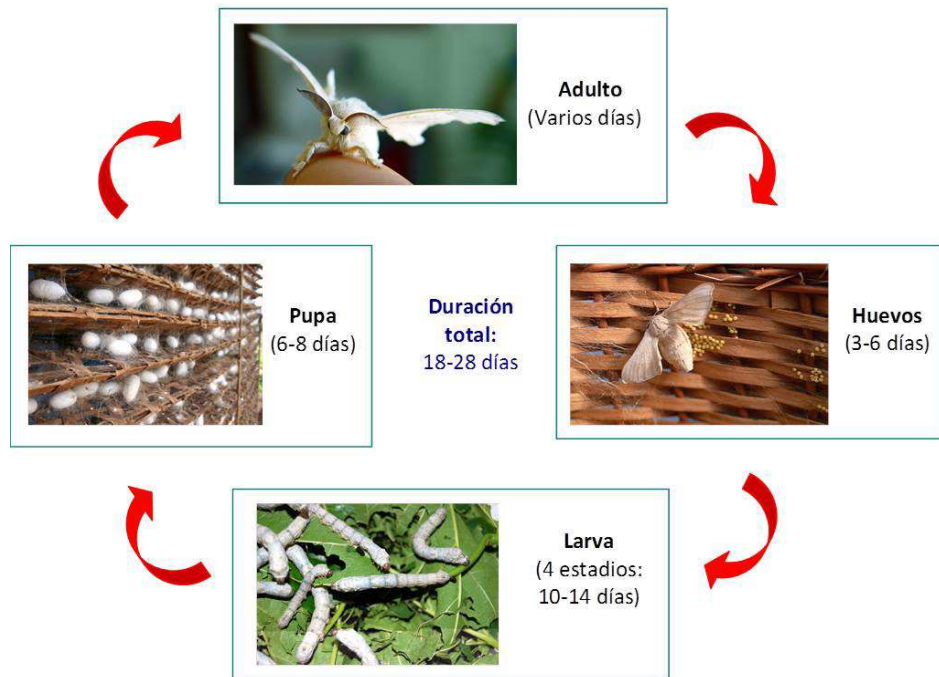 Adulto
(Varios días)
Pupa
(6-8 días)
Duración
total:
18-28 días
Huevos
(3-6 días)
Larva
(4 estadios:
10-14 días)